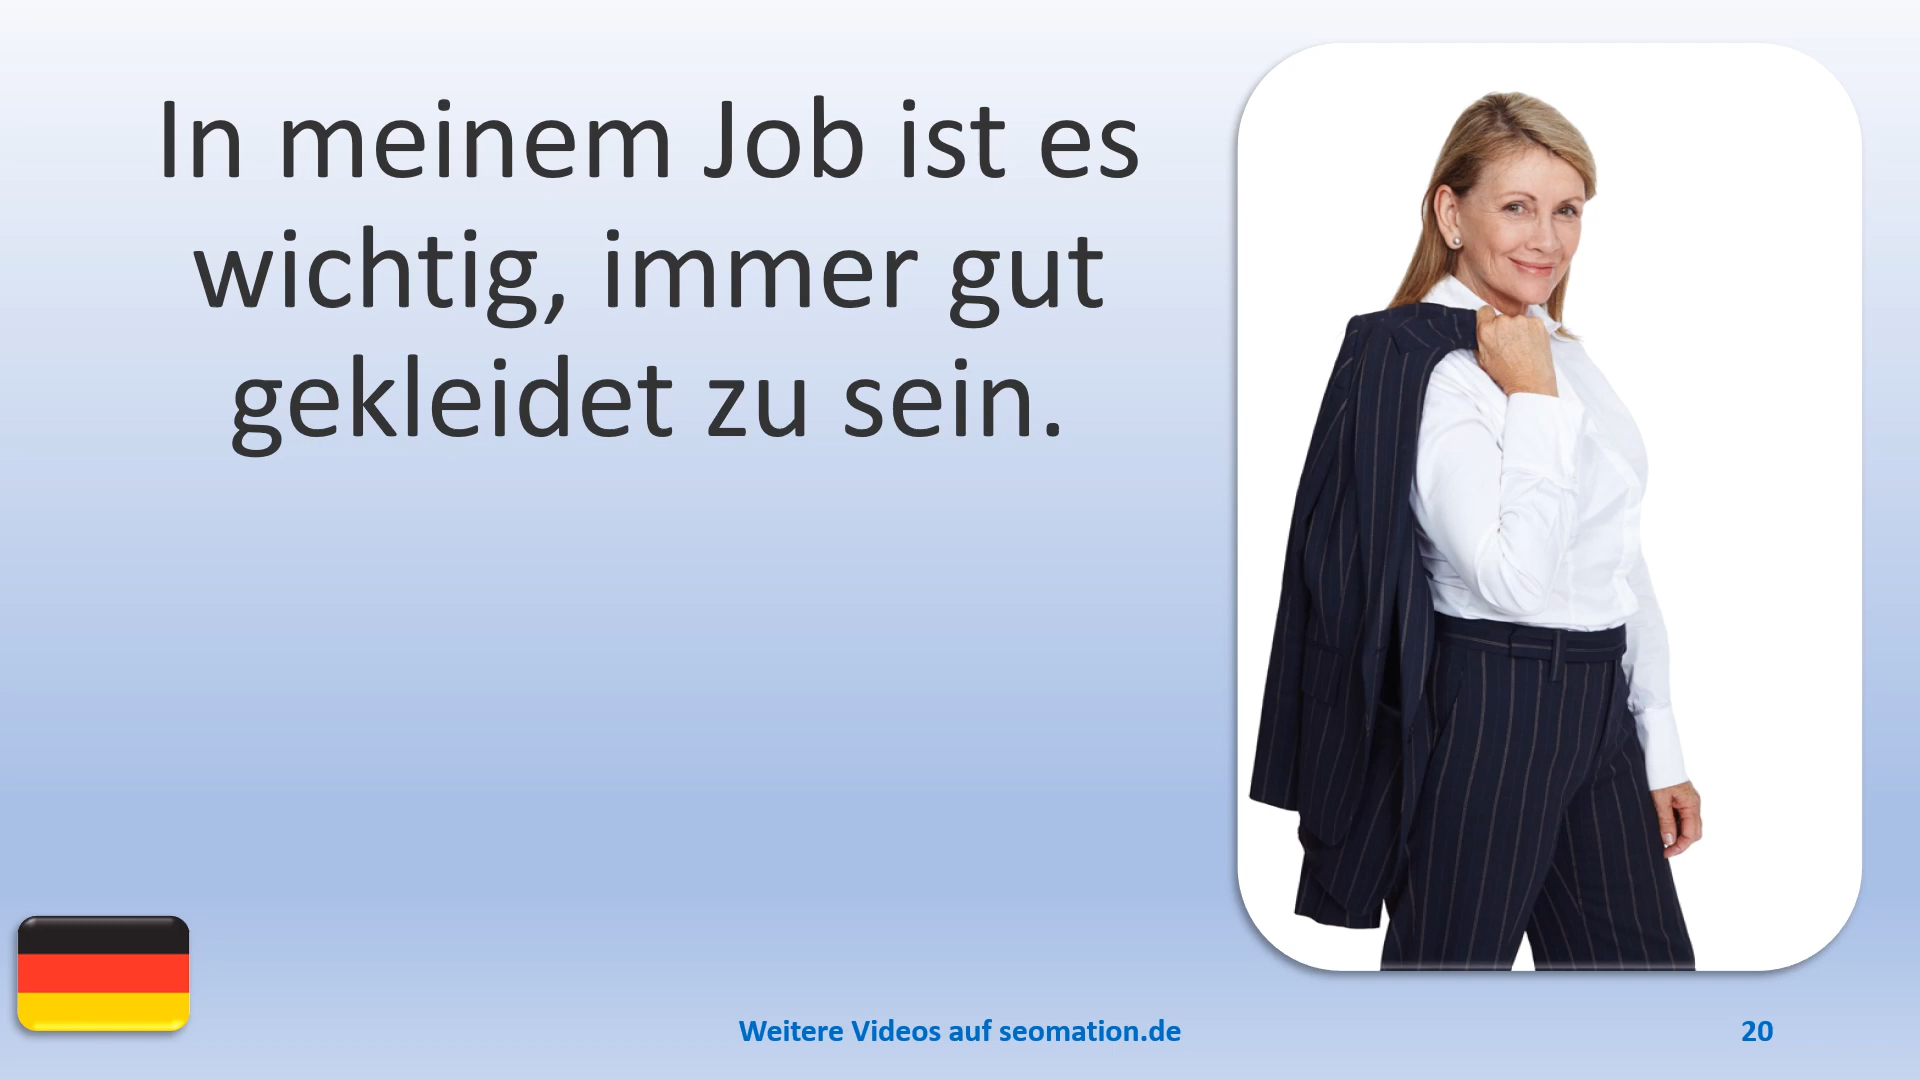 In meinem Job ist es
wichtig, immer gut
gekleidet zu sein.
Weitere Videos auf seomation.de
20